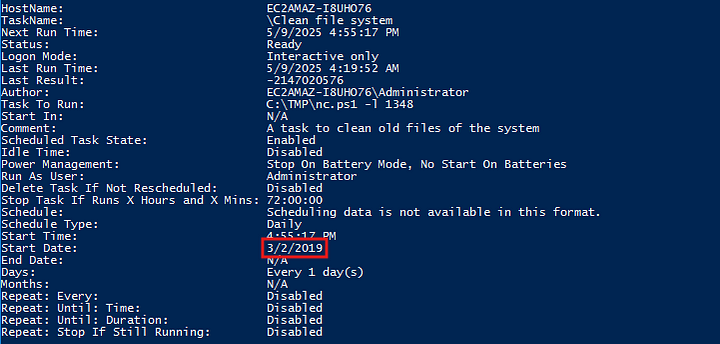 HostName: EC2AMAZ-I8UHO76
TaskName: \Clean file system
Next Run Time: 5/9/2025 4:55:17 PM
Status: Ready
Logon Mode: Interactive only
Last Run Time: 5/9/2025 4:19:52 AM
Last Result: -2147020576
Author: EC2AMAZ-I8UHO76\Administrator
Task To Run: C:\TMP\nc.ps1 -l 1348
Start In: N/A
Comment: A task to clean old files of the system
Scheduled Task State: Enabled
Idle Time: Disabled
Power Management: Stop On Battery Mode, No Start On Batteries
Run As User: Administrator
Delete Task If Not Rescheduled: Disabled
Stop Task If Runs X Hours and X Mins: 72:00:00
Schedule: Scheduling data is not available in this format.
Schedule Type: Daily
Start Time: 4:55:17 PM
Start Date: 3/2/2019
End Date: N/A
Days: Every 1 day(s)
Months: N/A
Repeat: Every: Disabled
Repeat: Until: Time: Disabled
Repeat: Until: Duration: Disabled
Repeat: Stop If Still Running: Disabled